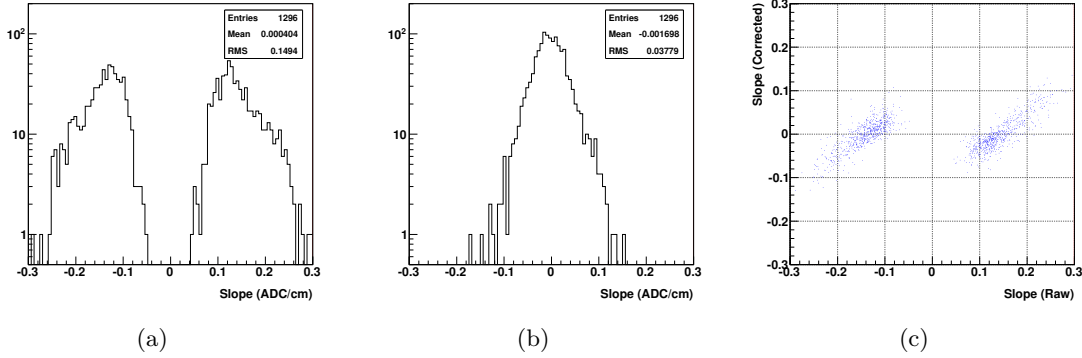 Entries 1296
Mean 0.000404
RMS 0.1494
10²
10
1
-0.3 -0.2 -0.1 0 0.1 0.2 0.3
Slope (ADC/cm)
(a)
Entries 1296
Mean -0.001698
RMS 0.03779
10²
10
1
-0.3 -0.2 -0.1 0 0.1 0.2 0.3
Slope (ADC/cm)
(b)
Slope (Corrected)
0.3
0.2
0.1
0
-0.1
-0.2
-0.3
-0.3 -0.2 -0.1 0 0.1 0.2 0.3
Slope (Raw)
(c)